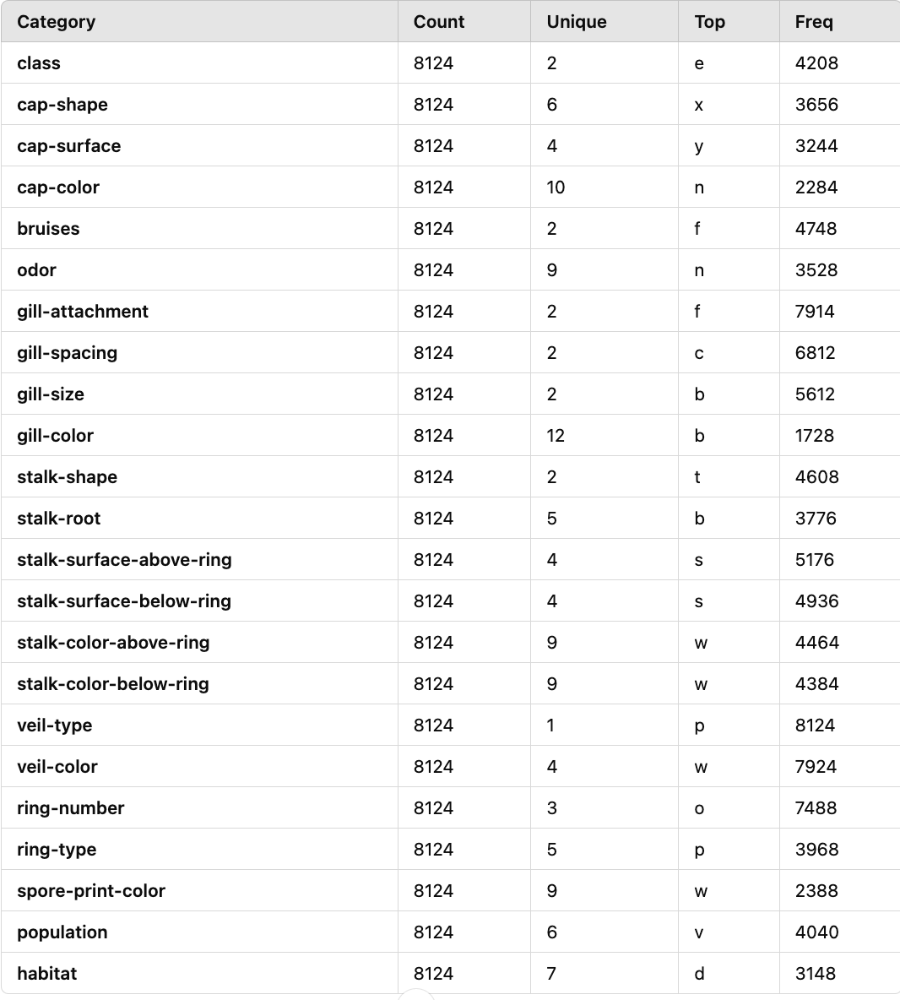 Category Count Unique Top Freq
class 8124 2 e 4208
cap-shape 8124 6 x 3656
cap-surface 8124 4 y 3244
cap-color 8124 10 n 2284
bruises 8124 2 f 4748
odor 8124 9 n 3528
gill-attachment 8124 2 f 7914
gill-spacing 8124 2 c 6812
gill-size 8124 2 b 5612
gill-color 8124 12 b 1728
stalk-shape 8124 2 t 4608
stalk-root 8124 5 b 3776
stalk-surface-above-ring 8124 4 s 5176
stalk-surface-below-ring 8124 4 s 4936
stalk-color-above-ring 8124 9 w 4464
stalk-color-below-ring 8124 9 w 4384
veil-type 8124 1 p 8124
veil-color 8124 4 w 7924
ring-number 8124 3 o 7488
ring-type 8124 5 p 3968
spore-print-color 8124 9 w 2388
population 8124 6 v 4040
habitat 8124 7 d 3148